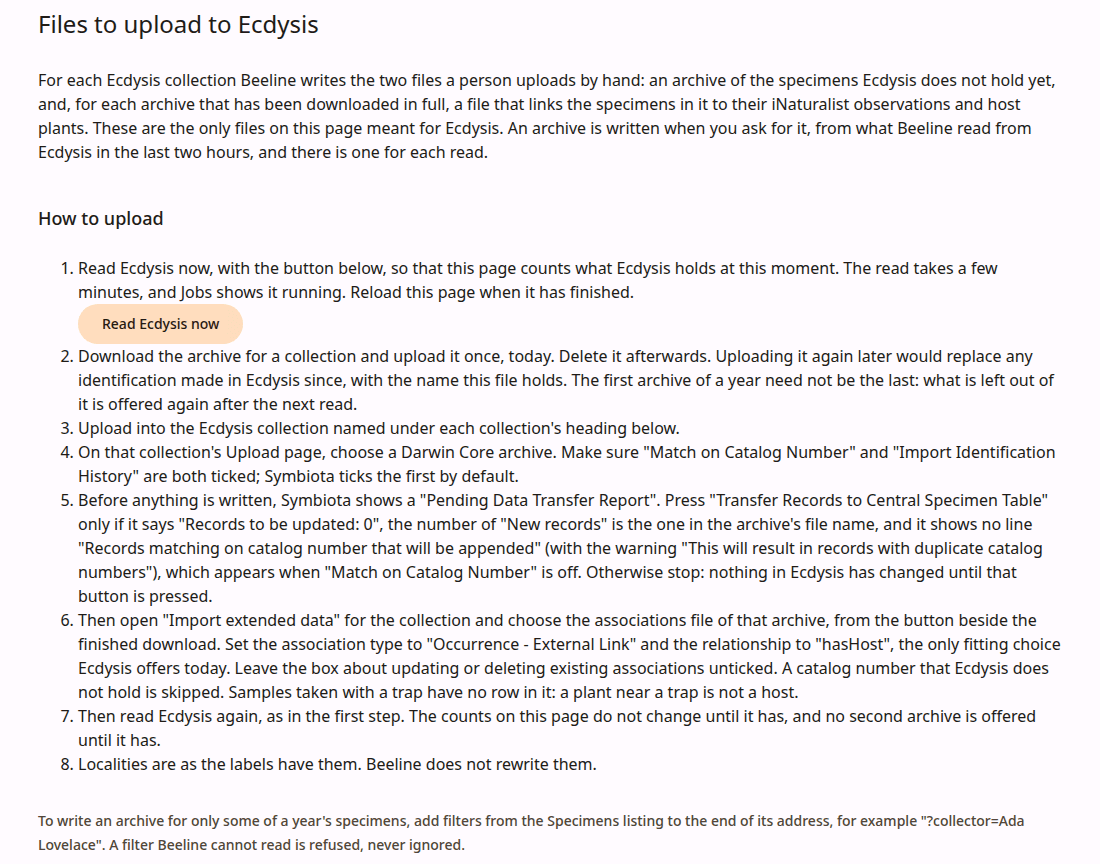 Files to upload to Ecdysis
For each Ecdysis collection Beeline writes the two files a person uploads by hand: an archive of the specimens Ecdysis does not hold yet,
and, for each archive that has been downloaded in full, a file that links the specimens in it to their iNaturalist observations and host
plants. These are the only files on this page meant for Ecdysis. An archive is written when you ask for it, from what Beeline read from
Ecdysis in the last two hours, and there is one for each read.
How to upload
1. Read Ecdysis now, with the button below, so that this page counts what Ecdysis holds at this moment. The read takes a few
minutes, and Jobs shows it running. Reload this page when it has finished.
Read Ecdysis now
2. Download the archive for a collection and upload it once, today. Delete it afterwards. Uploading it again later would replace any
identification made in Ecdysis since, with the name this file holds. The first archive of a year need not be the last: what is left out of
it is offered again after the next read.
3. Upload into the Ecdysis collection named under each collection's heading below.
4. On that collection's Upload page, choose a Darwin Core archive. Make sure "Match on Catalog Number" and "Import Identification
History" are both ticked; Symbiota ticks the first by default.
5. Before anything is written, Symbiota shows a "Pending Data Transfer Report". Press "Transfer Records to Central Specimen Table"
only if it says "Records to be updated: 0", the number of "New records" is the one in the archive's file name, and it shows no line
"Records matching on catalog number that will be appended" (with the warning "This will result in records with duplicate catalog
numbers"), which appears when "Match on Catalog Number" is off. Otherwise stop: nothing in Ecdysis has changed until that
button is pressed.
6. Then open "Import extended data" for the collection and choose the associations file of that archive, from the button beside the
finished download. Set the association type to "Occurrence - External Link" and the relationship to "hasHost", the only fitting choice
Ecdysis offers today. Leave the box about updating or deleting existing associations unticked. A catalog number that Ecdysis does
not hold is skipped. Samples taken with a trap have no row in it: a plant near a trap is not a host.
7. Then read Ecdysis again, as in the first step. The counts on this page do not change until it has, and no second archive is offered
until it has.
8. Localities are as the labels have them. Beeline does not rewrite them.
To write an archive for only some of a year's specimens, add filters from the Specimens listing to the end of its address, for example "?collector=Ada
Lovelace". A filter Beeline cannot read is refused, never ignored.